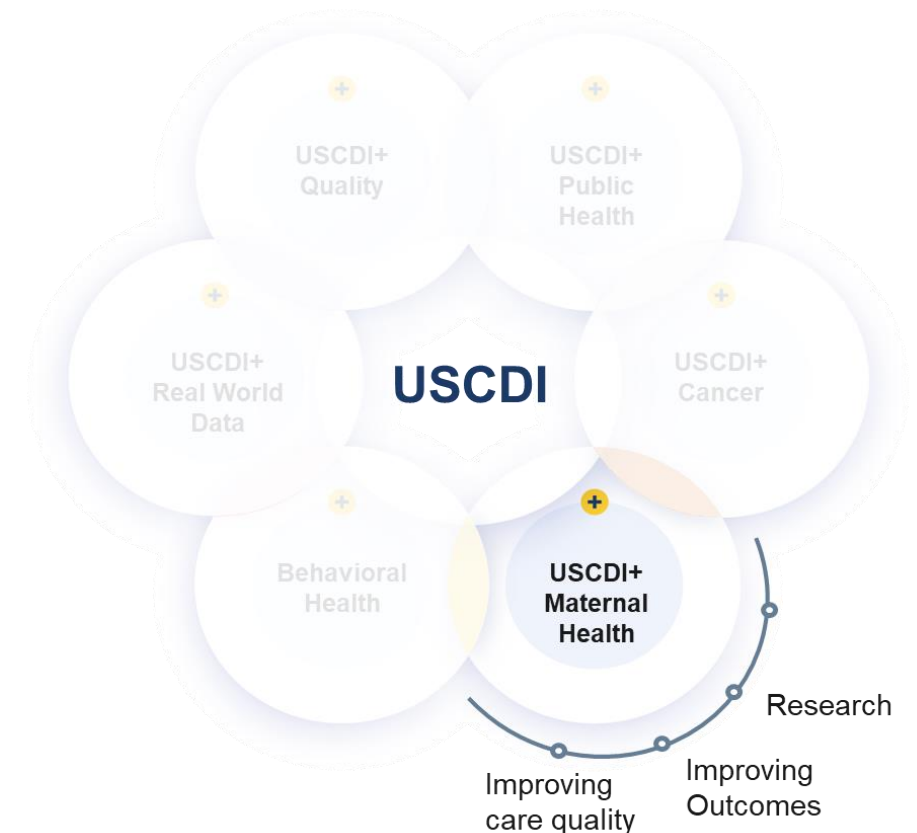 USCDI+
Quality
USCDI+
Public
Health
USCDI+
Real World
Data
USCDI
USCDI+
Cancer
Behavioral
Health
USCDI+
Maternal
Health
Research
Improving
Outcomes
Improving
care quality